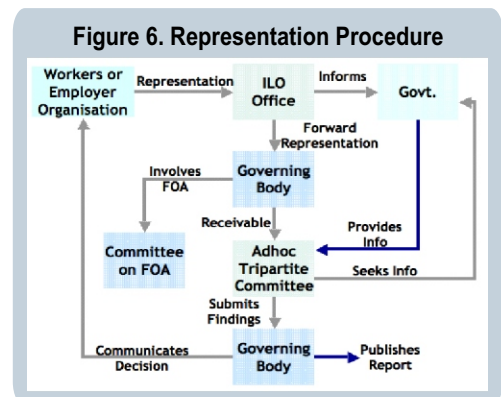 Figure 6. Representation Procedure
Workers or
Employer
Organisation
Representation
ILO
Office
Informs
Govt.
Forward
Representation
Involves
FOA
Governing
Body
Receivable
Provides
Info
Committee
on FOA
Adhoc
Tripartite
Committee
Seeks Info
Submits
Findings
Communicates
Decision
Governing
Body
Publishes
Report